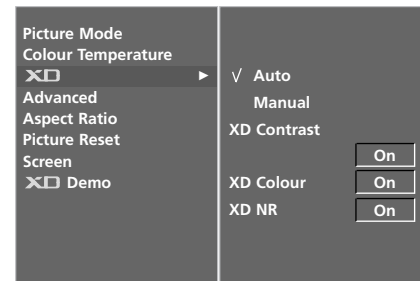 Picture Mode
Colour Temperature
XD ►
Advanced
Aspect Ratio
Picture Reset
Screen
XD Demo
√ Auto
Manual
XD Contrast
On
XD Colour On
XD NR On